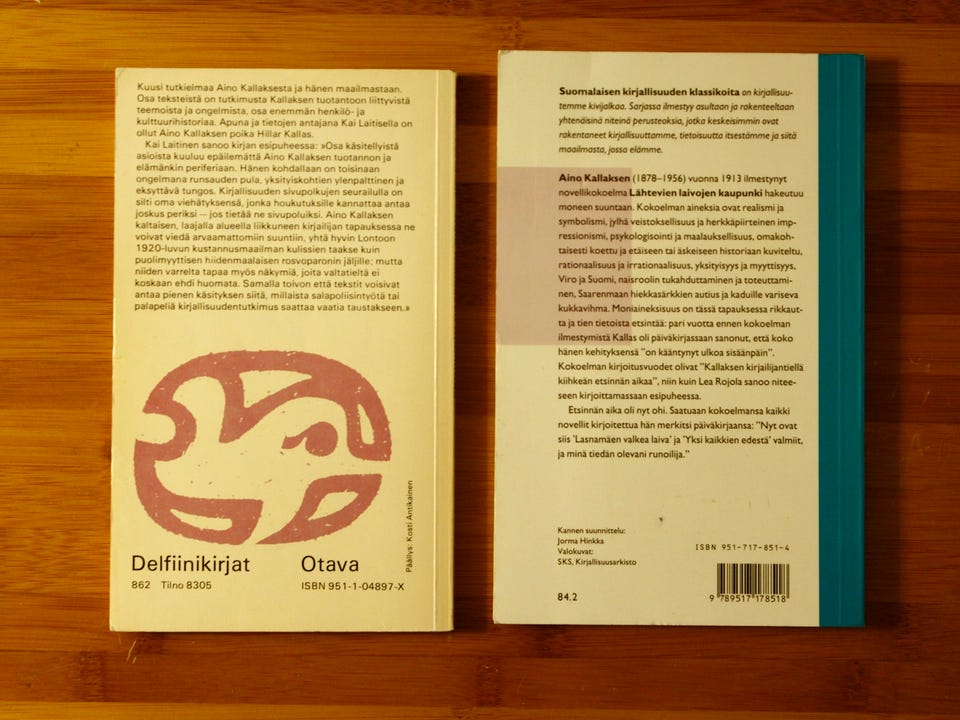 Kuusi tutkielmaa Aino Kallaksesta ja hänen maailmastaan.
Osa teksteistä on tutkimusta Kallaksen tuotantoon liittyvistä
teemoista ja ongelmista, osa enemmän henkilö- ja
kulttuurihistoriaa. Apuna ja tietojen antajana Kai Laitisella on
ollut Aino Kallaksen poika Hillar Kallas.
Kai Laitinen sanoo kirjan esipuheessa: »Osa käsitellyistä
asioista kuuluu epäilemättä Aino Kallaksen tuotannon ja
elämänkin periferiaan. Hänen kohdallaan on toisinaan
ongelmana runsauden pula, yksityiskohtien ylenpalttinen ja
eksyttävä tungos. Kirjallisuuden sivupolkujen seurailulla on
silti oma viehätyksensä, jonka houkutuksille kannattaa antaa
joskus periksi — jos tietää ne sivupoluiksi. Aino Kallaksen
kaltaisen, laajalla alueella liikkuneen kirjailijan tapauksessa ne
voivat viedä arvaamattomiin suuntiin, yhtä hyvin Lontoon
1920-luvun kustannusmaailman kulissien taakse kuin
puolimyyttisen hiidenmaalaisen rosvoparonin jäljille; mutta
niiden varrelta tapaa myös näkymiä, joita valtatieltä ei
koskaan ehdi huomata. Samalla toivon että tekstit voisivat
antaa pienen käsityksen siitä, millaista salapoliisintyötä tai
palapeliä kirjallisuudentutkimus saattaa vaatia taustakseen.»
Päällys: Kosti Antikainen
Delfiinikirjat Otava
862 Tilno 8305 ISBN 951-1-04897-X
Suomalaisen kirjallisuuden klassikoita on kirjallisuu-
temme kivijalkaa. Sarjassa ilmestyy asultaan ja rakenteeltaan
yhtenäisinä niteinä perusteoksia, jotka keskeisimmin ovat
rakentaneet kirjallisuuttamme, tietoisuutta itsestämme ja siitä
maailmasta, jossa elämme.
Aino Kallaksen (1878–1956) vuonna 1913 ilmestynyt
novellikokoelma Lähtevien laivojen kaupunki hakeutuu
moneen suuntaan. Kokoelman aineksia ovat realismi ja
symbolismi, jylhä veistoksellisuus ja herkkäpiirteinen imp-
ressionismi, psykologisointi ja maalauksellisuus, omakoh-
taisesti koettu ja etäiseen tai äskeiseen historiaan kuviteltu,
rationaalisuus ja irrationaalisuus, yksityisyys ja myyttisyys,
Viro ja Suomi, naisroolin tukahduttaminen ja toteuttami-
nen, Saarenmaan hiekkasärkkien autius ja kaduille variseva
kukkavihma. Moniaineksisuus on tässä tapauksessa rikkaut-
ta ja tien tietoista etsintää: pari vuotta ennen kokoelman
ilmestymistä Kallas oli päiväkirjassaan sanonut, että koko
hänen kehityksensä "on kääntynyt ulkoa sisäänpäin".
Kokoelman kirjoitusvuodet olivat "Kallaksen kirjailijantiellä
kiihkeän etsinnän aikaa", niin kuin Lea Rojola sanoo nitee-
seen kirjoittamassaan esipuheessa.
Etsinnän aika oli nyt ohi. Saatuaan kokoelmansa kaikki
novellit kirjoitettua hän merkitsi päiväkirjaansa: "Nyt ovat
siis 'Lasnamäen valkea laiva' ja 'Yksi kaikkien edestä' valmiit,
ja minä tiedän olevani runoilija."
Kannen suunnittelu:
Jorma Hinkka
Valokuvat:
SKS, Kirjallisuusarkisto
84.2
ISBN 951-717-851-4
9 789517 178518